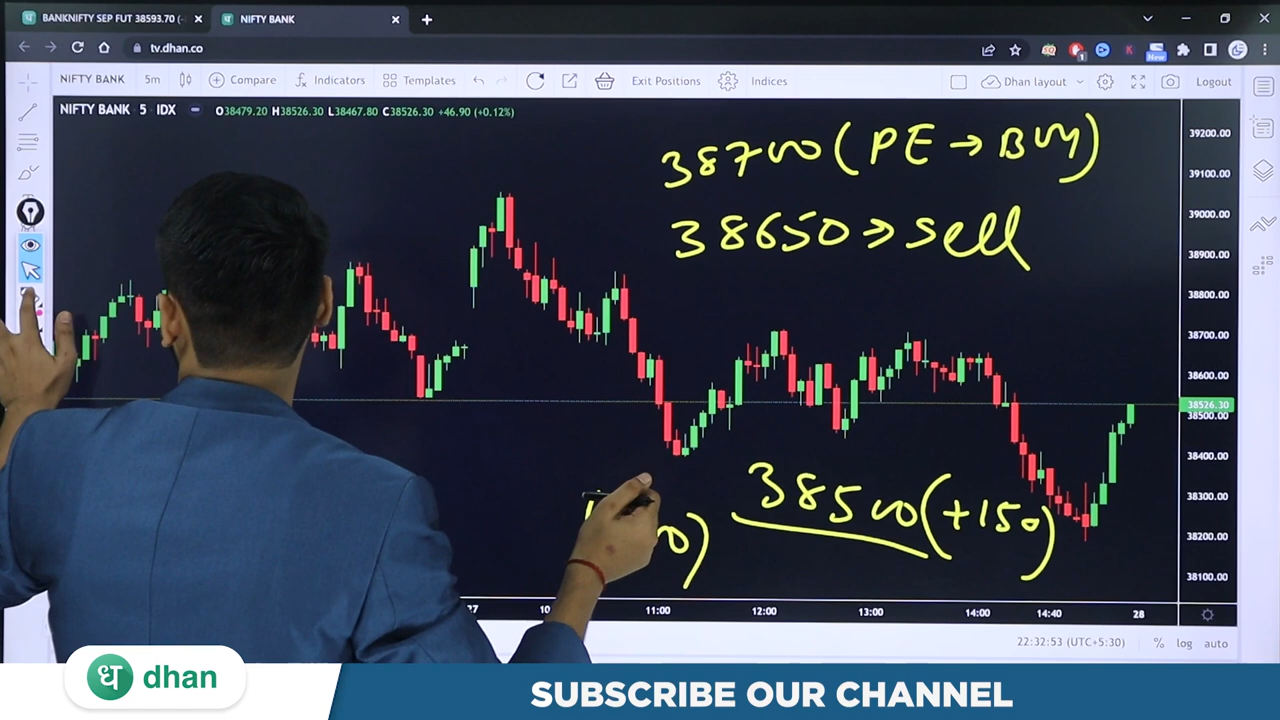 BANKNIFTY SEP FUT 38593.70 (-
NIFTY BANK
tv.dhan.co
New
1
NIFTY BANK 5m Compare Indicators Templates Exit Positions Indices Dhan layout Logout
NIFTY BANK 5 IDX O38479.20 H38526.30 L38467.80 C38526.30 +46.90 (+0.12%)
38700 (PE → BUY)
38650 → sell
39200.00
39100.00
39000.00
38900.00
38800.00
38700.00
38600.00
38526.30
38500.00
38400.00
38300.00
38200.00
38100.00
38500 (+150)
0)
27 10 11:00 12:00 13:00 14:00 14:40 28
22:32:53 (UTC+5:30) % log auto
ध dhan
SUBSCRIBE OUR CHANNEL